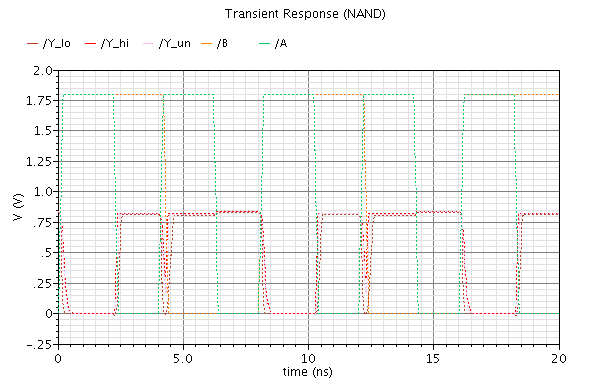 Transient Response (NAND)
— /Y_lo — /Y_hi — /Y_un — /B — /A
2.0
1.75
1.5
1.25
1.0
.75
.5
.25
0
-.25
V (V)
0 5.0 10 15 20
time (ns)